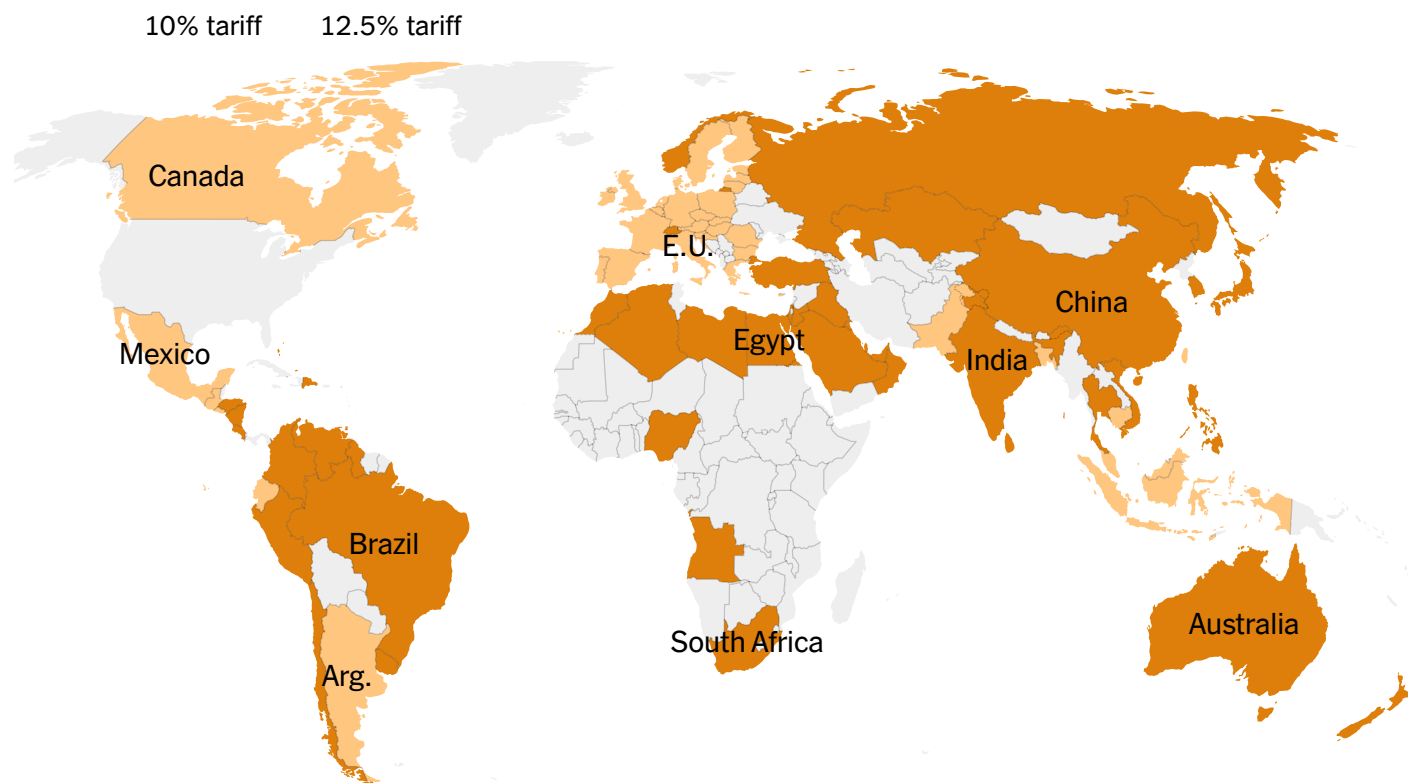 10% tariff 12.5% tariff
Canada
E.U.
China
Mexico
Egypt
India
Brazil
Australia
South Africa
Arg.